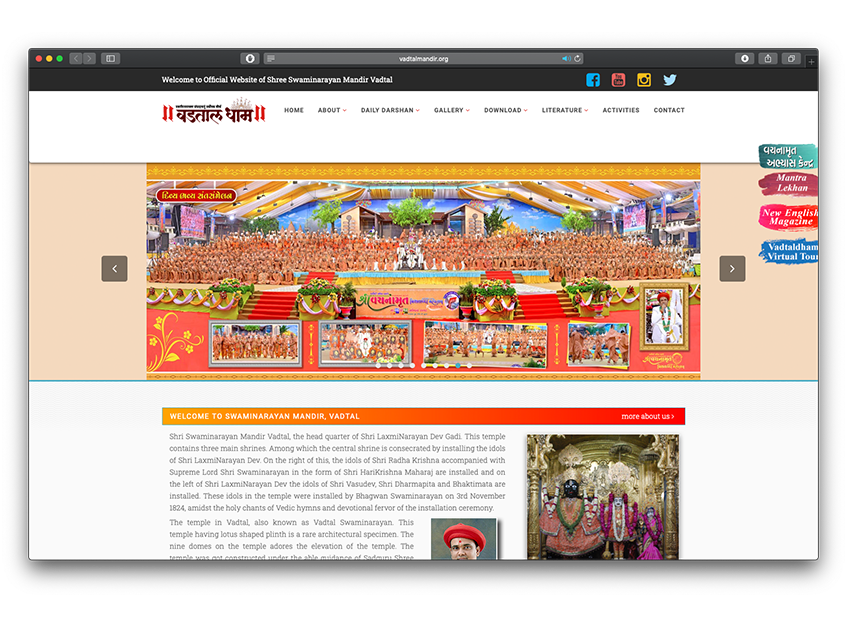 vadtalmandir.org
Welcome to Official Website of Shree Swaminarayan Mandir Vadtal
वडताल धाम
HOME ABOUT DAILY DARSHAN GALLERY DOWNLOAD LITERATURE ACTIVITIES CONTACT
વચનામૃત
અભ્યાસ કેન્દ્ર
Mantra
Lekhan
New English
Magazine
Vadtaldham
Virtual Tour
દિવ્ય ભવ્ય સંતસંમેલન
શ્રી વચનામૃત
WELCOME TO SWAMINARAYAN MANDIR, VADTAL
more about us ›
Shri Swaminarayan Mandir Vadtal, the head quarter of Shri LaxmiNarayan Dev Gadi. This temple
contains three main shrines. Among which the central shrine is consecrated by installing the idols
of Shri LaxmiNarayan Dev. On the right of this, the idols of Shri Radha Krishna accompanied with
Supreme Lord Shri Swaminarayan in the form of Shri HariKrishna Maharaj are installed and on
the left of Shri LaxmiNarayan Dev the idols of Shri Vasudev, Shri Dharmapita and Bhaktimata are
installed. These idols in the temple were installed by Bhagwan Swaminarayan on 3rd November
1824, amidst the holy chants of Vedic hymns and devotional fervor of the installation ceremony.
The temple in Vadtal, also known as Vadtal Swaminarayan. This
temple having lotus shaped plinth is a rare architectural specimen. The
nine domes on the temple adores the elevation of the temple. The
temple was got constructed under the able guidance of Sadguru Shree